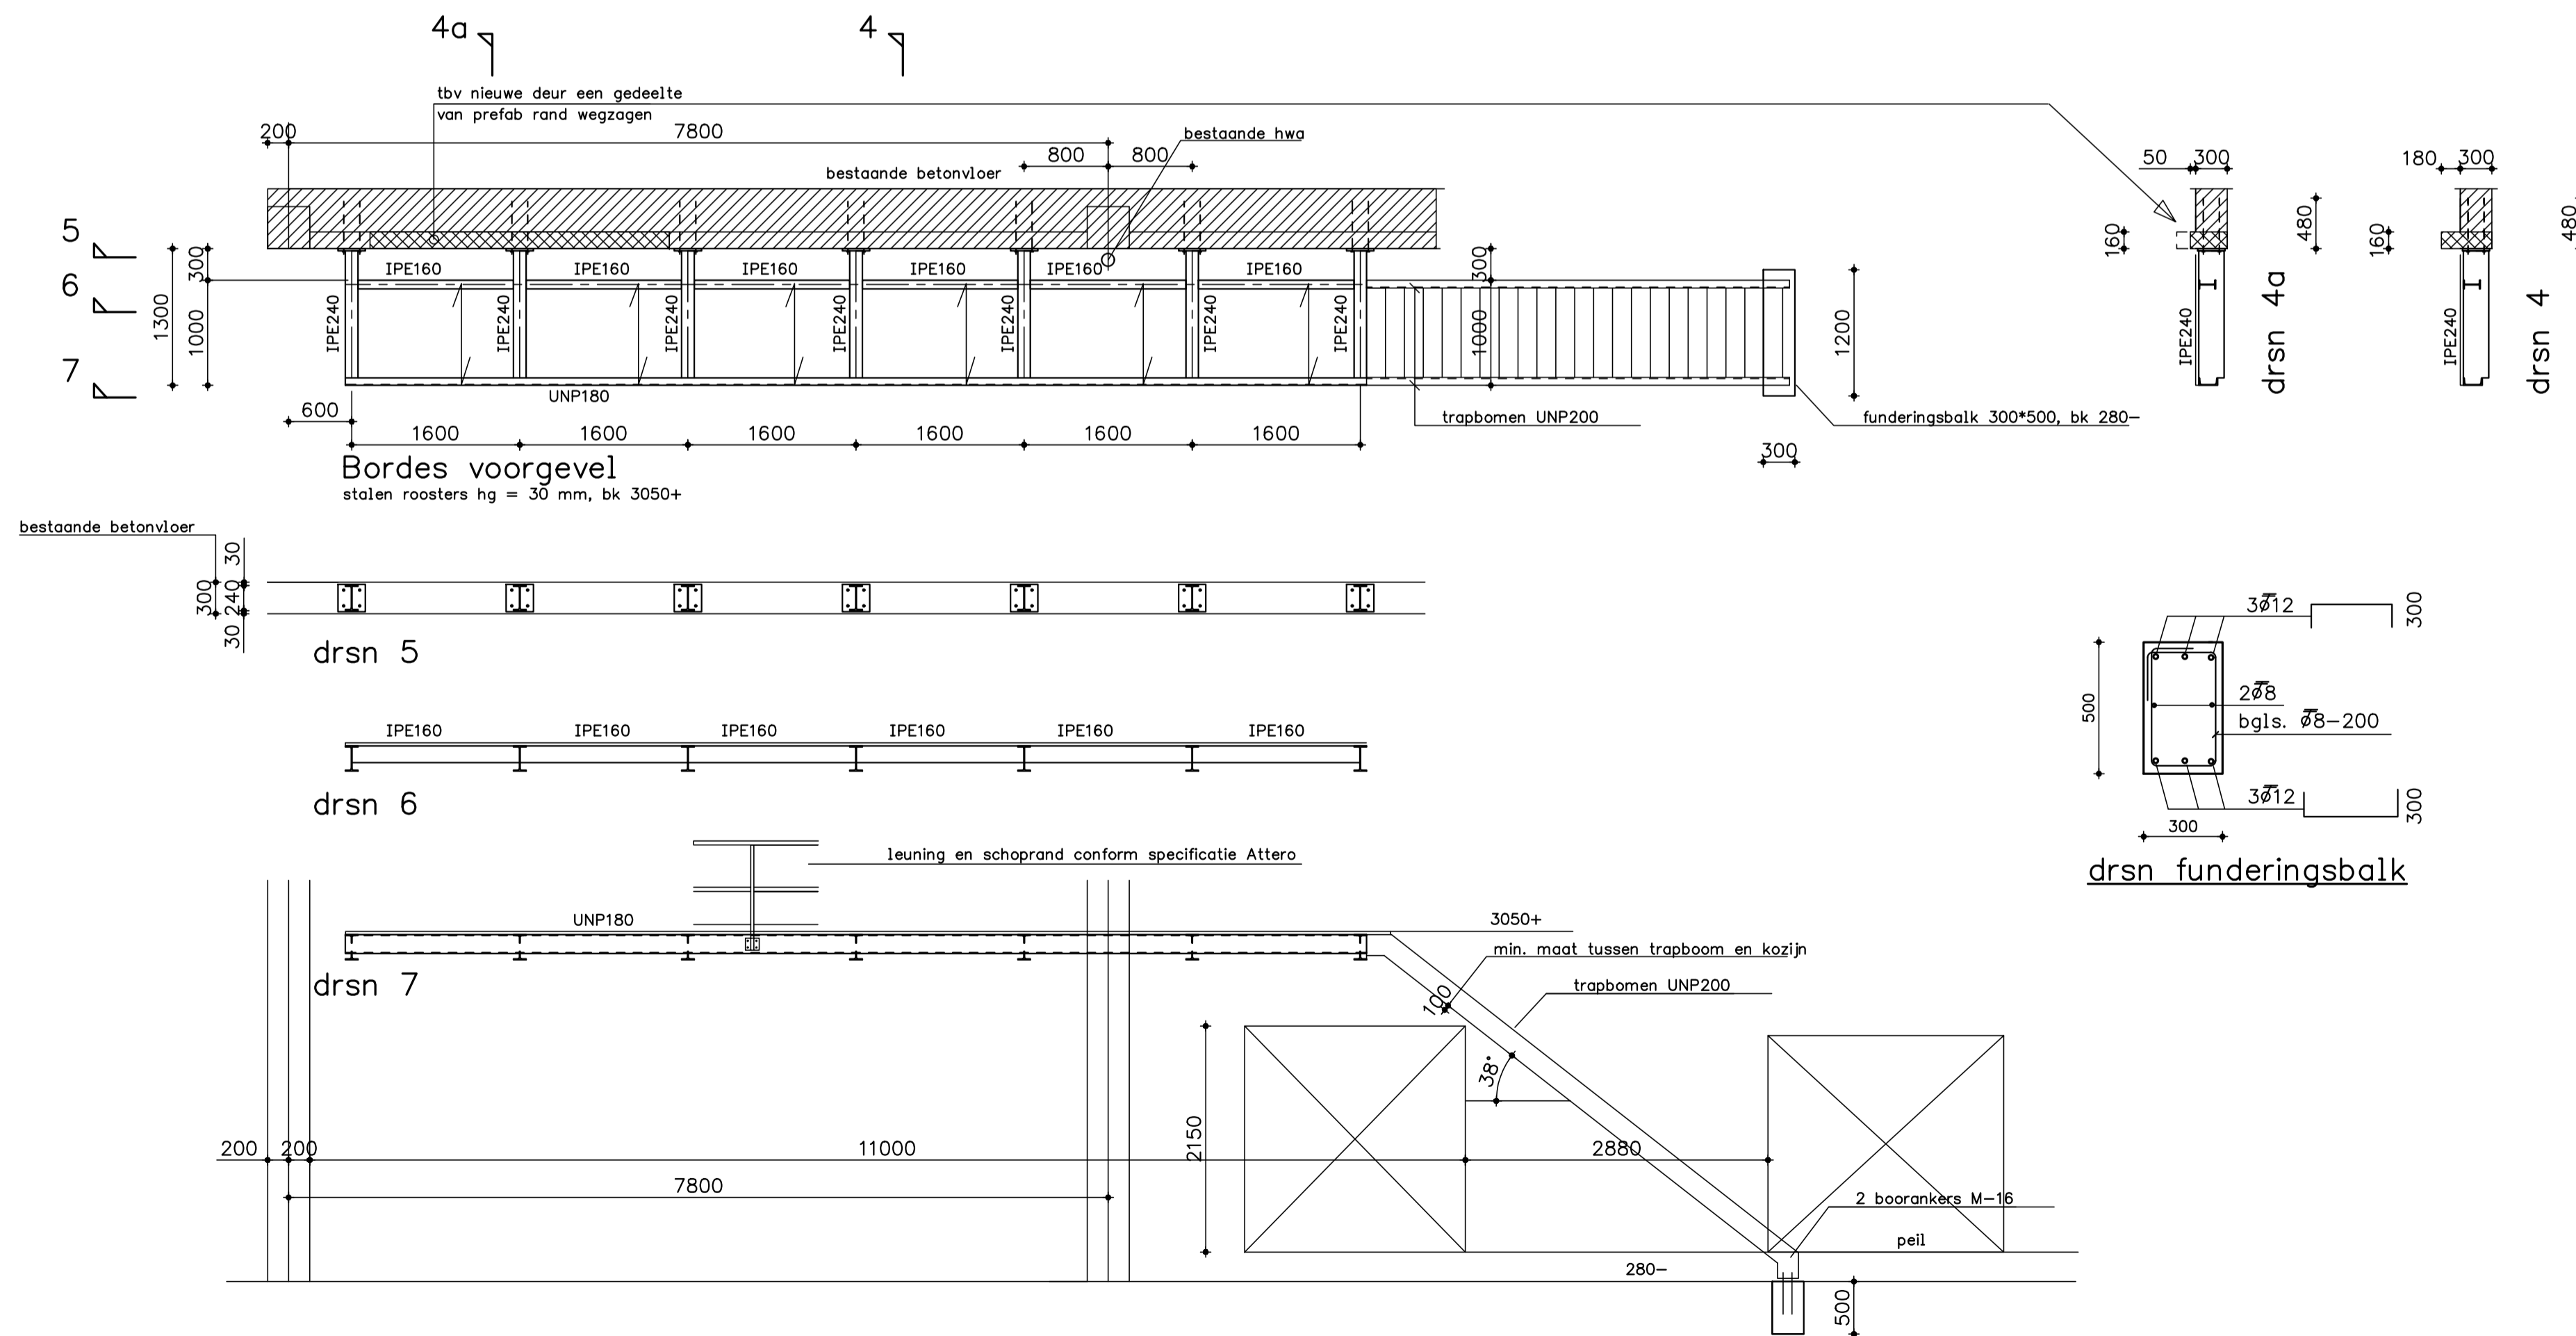 4a
4
tbv nieuwe deur een gedeelte
van prefab rand wegzagen
200
7800
bestaande hwa
800
800
bestaande betonvloer
5
6
7
1300
300
1000
IPE160
IPE160
IPE160
IPE160
IPE160
IPE160
IPE240
IPE240
IPE240
IPE240
IPE240
IPE240
IPE240
300
1000
1200
UNP180
trapbomen UNP200
funderingsbalk 300*500, bk 280-
600
1600
1600
1600
1600
1600
1600
300
Bordes voorgevel
stalen roosters hg = 30 mm, bk 3050+
50
300
160
480
IPE240
drsn 4a
180
300
160
480
IPE240
drsn 4
bestaande betonvloer
30
300
240
30
drsn 5
IPE160
IPE160
IPE160
IPE160
IPE160
IPE160
drsn 6
3Ø12
300
500
2Ø8
bgls. Ø8-200
3Ø12
300
300
drsn funderingsbalk
leuning en schoprand conform specificatie Attero
UNP180
3050+
min. maat tussen trapboom en kozijn
drsn 7
100
trapbomen UNP200
38°
2150
200
200
11000
2880
7800
2 boorankers M-16
peil
280-
500